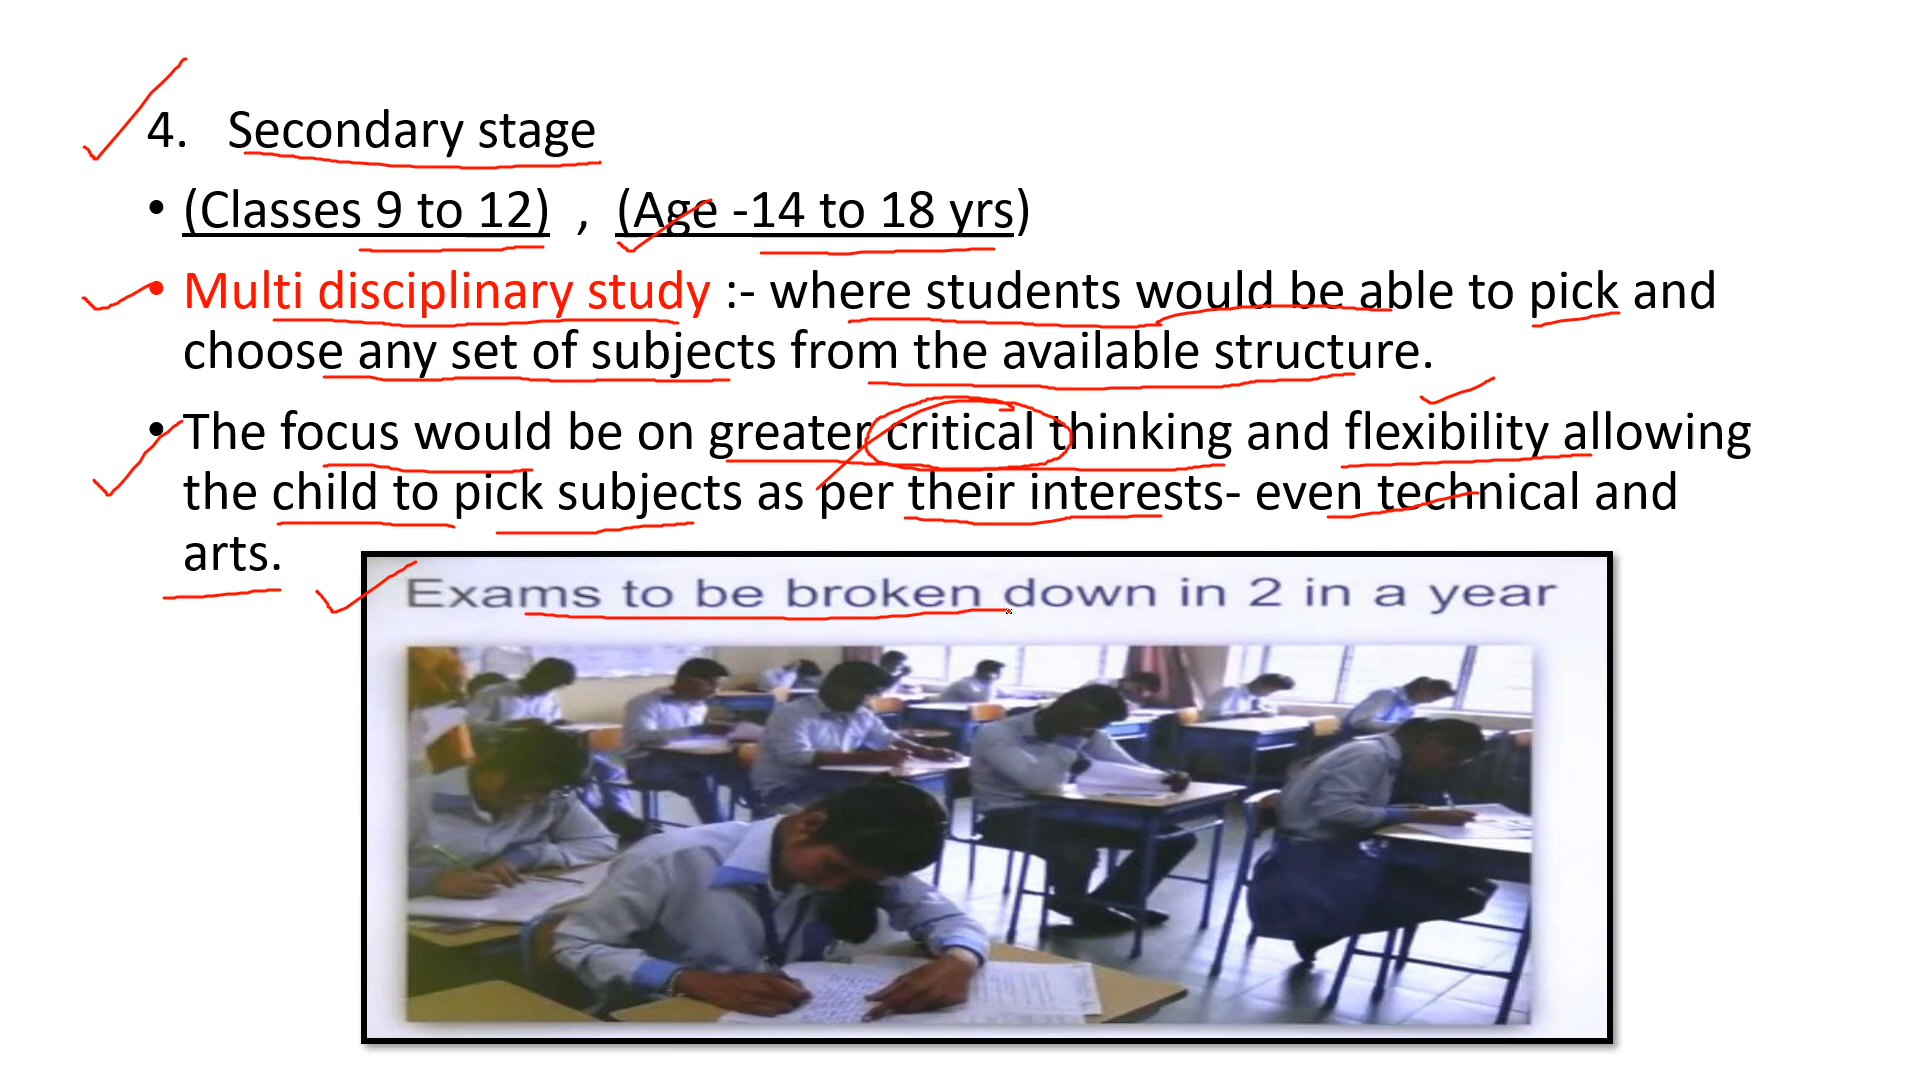 4. Secondary stage
• (Classes 9 to 12) , (Age -14 to 18 yrs)
• Multi disciplinary study :- where students would be able to pick and
choose any set of subjects from the available structure.
• The focus would be on greater critical thinking and flexibility allowing
the child to pick subjects as per their interests- even technical and
arts.
Exams to be broken down in 2 in a year